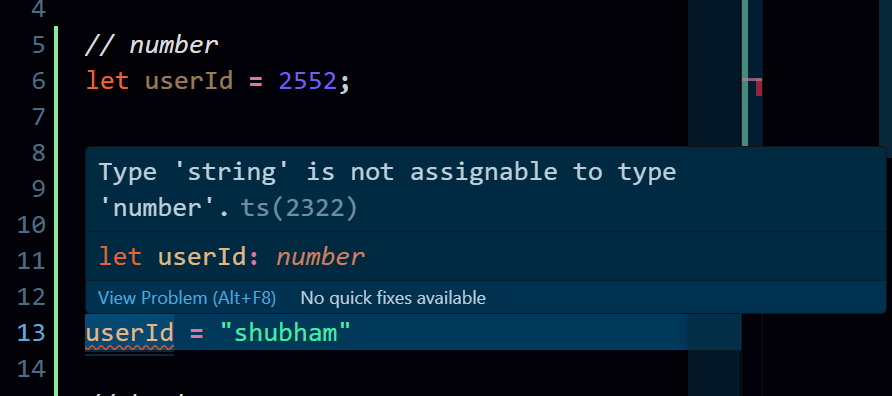 4
5 // number
6 let userId = 2552;
7
8
Type 'string' is not assignable to type
9
'number'. ts(2322)
10
11 let userId: number
12 View Problem (Alt+F8) No quick fixes available
13 userId = "shubham"
14